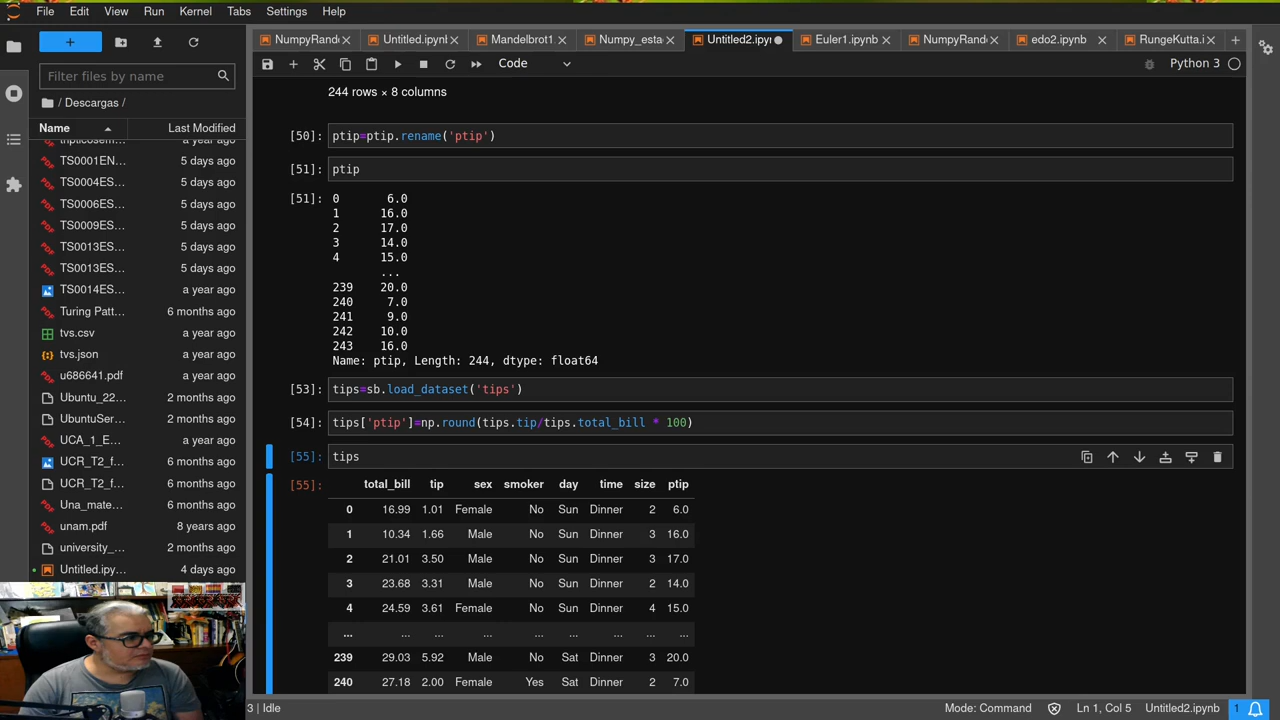 File Edit View Run Kernel Tabs Settings Help
NumpyRand Untitled.ipynb Mandelbrot1 Numpy_esta Untitled2.ipyn Euler1.ipynb NumpyRand edo2.ipynb RungeKutta.i
Code
Python 3
Filter files by name
/ Descargas /
Name Last Modified
a year ago
TS0001EN... 5 days ago
TS0004ES... 5 days ago
TS0006ES... 5 days ago
TS0009ES... 5 days ago
TS0013ES... 5 days ago
TS0013ES... 5 days ago
TS0014ES... a year ago
Turing Patt... 6 months ago
tvs.csv a year ago
tvs.json a year ago
u686641.pdf a year ago
Ubuntu_22... 2 months ago
UbuntuSer... 2 months ago
UCA_1_E... a year ago
UCR_T2_f... 6 months ago
UCR_T2_f... 6 months ago
Una_mate... 6 months ago
unam.pdf 8 years ago
university_... 2 months ago
Untitled.ipy... 4 days ago
244 rows × 8 columns
[50]: ptip=ptip.rename('ptip')
[51]: ptip
[51]: 0 6.0
1 16.0
2 17.0
3 14.0
4 15.0
...
239 20.0
240 7.0
241 9.0
242 10.0
243 16.0
Name: ptip, Length: 244, dtype: float64
[53]: tips=sb.load_dataset('tips')
[54]: tips['ptip']=np.round(tips.tip/tips.total_bill * 100)
[55]: tips
[55]: total_bill tip sex smoker day time size ptip
0 16.99 1.01 Female No Sun Dinner 2 6.0
1 10.34 1.66 Male No Sun Dinner 3 16.0
2 21.01 3.50 Male No Sun Dinner 3 17.0
3 23.68 3.31 Male No Sun Dinner 2 14.0
4 24.59 3.61 Female No Sun Dinner 4 15.0
... ... ... ... ... ... ... ... ...
239 29.03 5.92 Male No Sat Dinner 3 20.0
240 27.18 2.00 Female Yes Sat Dinner 2 7.0
3 | Idle
Mode: Command Ln 1, Col 5 Untitled2.ipynb 1